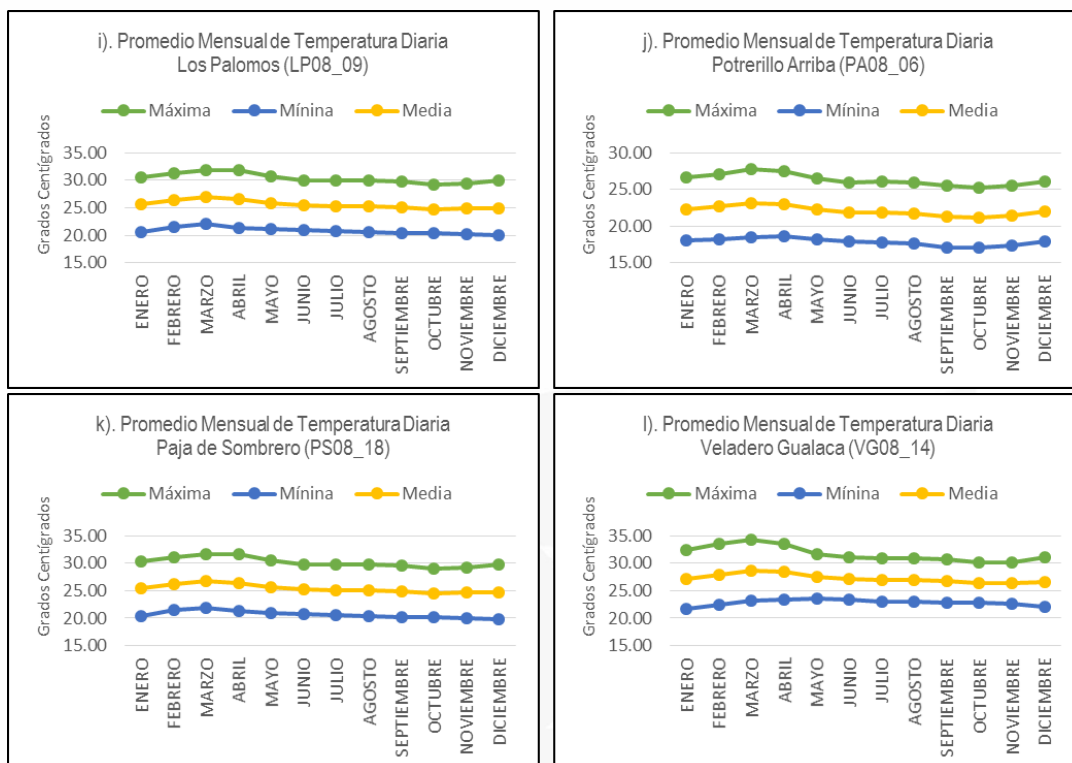 i). Promedio Mensual de Temperatura Diaria
Los Palomos (LP08_09)
Máxima Mínina Media
Grados Centígrados
35.00
30.00
25.00
20.00
15.00
ENERO
FEBRERO
MARZO
ABRIL
MAYO
JUNIO
JULIO
AGOSTO
SEPTIEMBRE
OCTUBRE
NOVIEMBRE
DICIEMBRE
j). Promedio Mensual de Temperatura Diaria
Potrerillo Arriba (PA08_06)
Máxima Mínina Media
Grados Centígrados
30.00
25.00
20.00
15.00
ENERO
FEBRERO
MARZO
ABRIL
MAYO
JUNIO
JULIO
AGOSTO
SEPTIEMBRE
OCTUBRE
NOVIEMBRE
DICIEMBRE
k). Promedio Mensual de Temperatura Diaria
Paja de Sombrero (PS08_18)
Máxima Mínina Media
Grados Centígrados
35.00
30.00
25.00
20.00
15.00
ENERO
FEBRERO
MARZO
ABRIL
MAYO
JUNIO
JULIO
AGOSTO
SEPTIEMBRE
OCTUBRE
NOVIEMBRE
DICIEMBRE
l). Promedio Mensual de Temperatura Diaria
Veladero Gualaca (VG08_14)
Máxima Mínina Media
Grados Centígrados
35.00
30.00
25.00
20.00
15.00
ENERO
FEBRERO
MARZO
ABRIL
MAYO
JUNIO
JULIO
AGOSTO
SEPTIEMBRE
OCTUBRE
NOVIEMBRE
DICIEMBRE